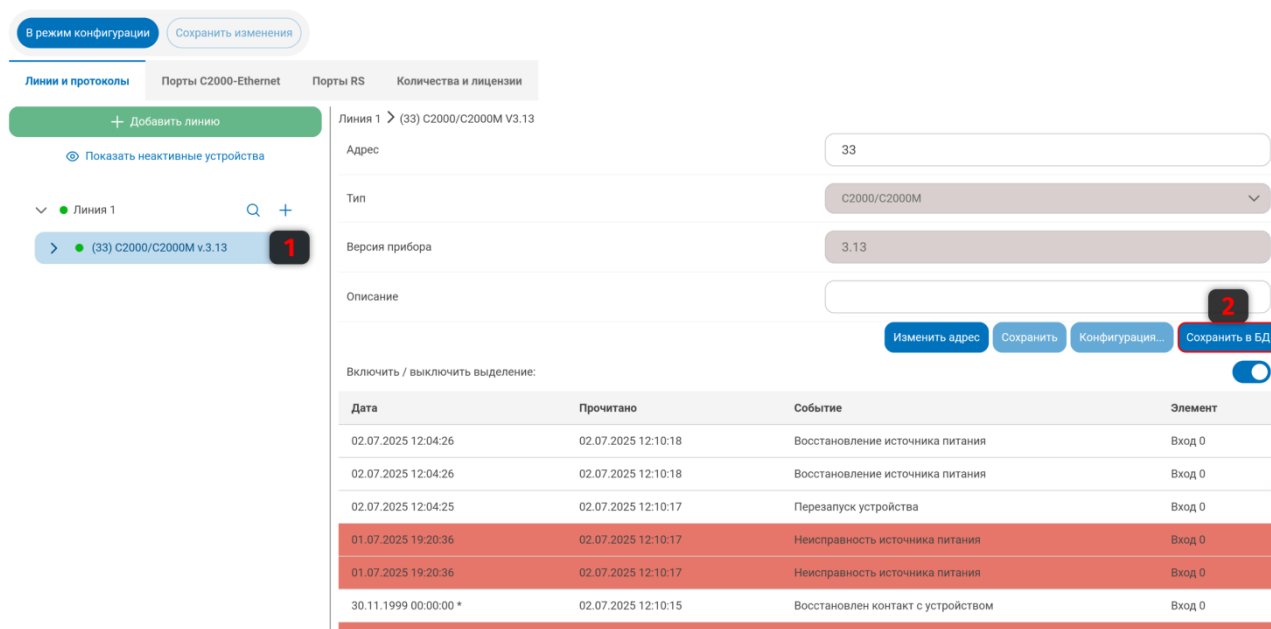 В режим конфигурации Сохранить изменения
Линии и протоколы Порты C2000-Ethernet Порты RS Количества и лицензии
+ Добавить линию
Показать неактивные устройства
Линия 1
(33) С2000/С2000М v.3.13
1
Линия 1 > (33) С2000/С2000М V3.13
Адрес 33
Тип С2000/С2000М
Версия прибора 3.13
Описание
2
Изменить адрес Сохранить Конфигурация... Сохранить в БД
Включить / выключить выделение:
Дата Прочитано Событие Элемент
02.07.2025 12:04:26 02.07.2025 12:10:18 Восстановление источника питания Вход 0
02.07.2025 12:04:26 02.07.2025 12:10:18 Восстановление источника питания Вход 0
02.07.2025 12:04:25 02.07.2025 12:10:17 Перезапуск устройства Вход 0
01.07.2025 19:20:36 02.07.2025 12:10:17 Неисправность источника питания Вход 0
01.07.2025 19:20:36 02.07.2025 12:10:17 Неисправность источника питания Вход 0
30.11.1999 00:00:00 * 02.07.2025 12:10:15 Восстановлен контакт с устройством Вход 0